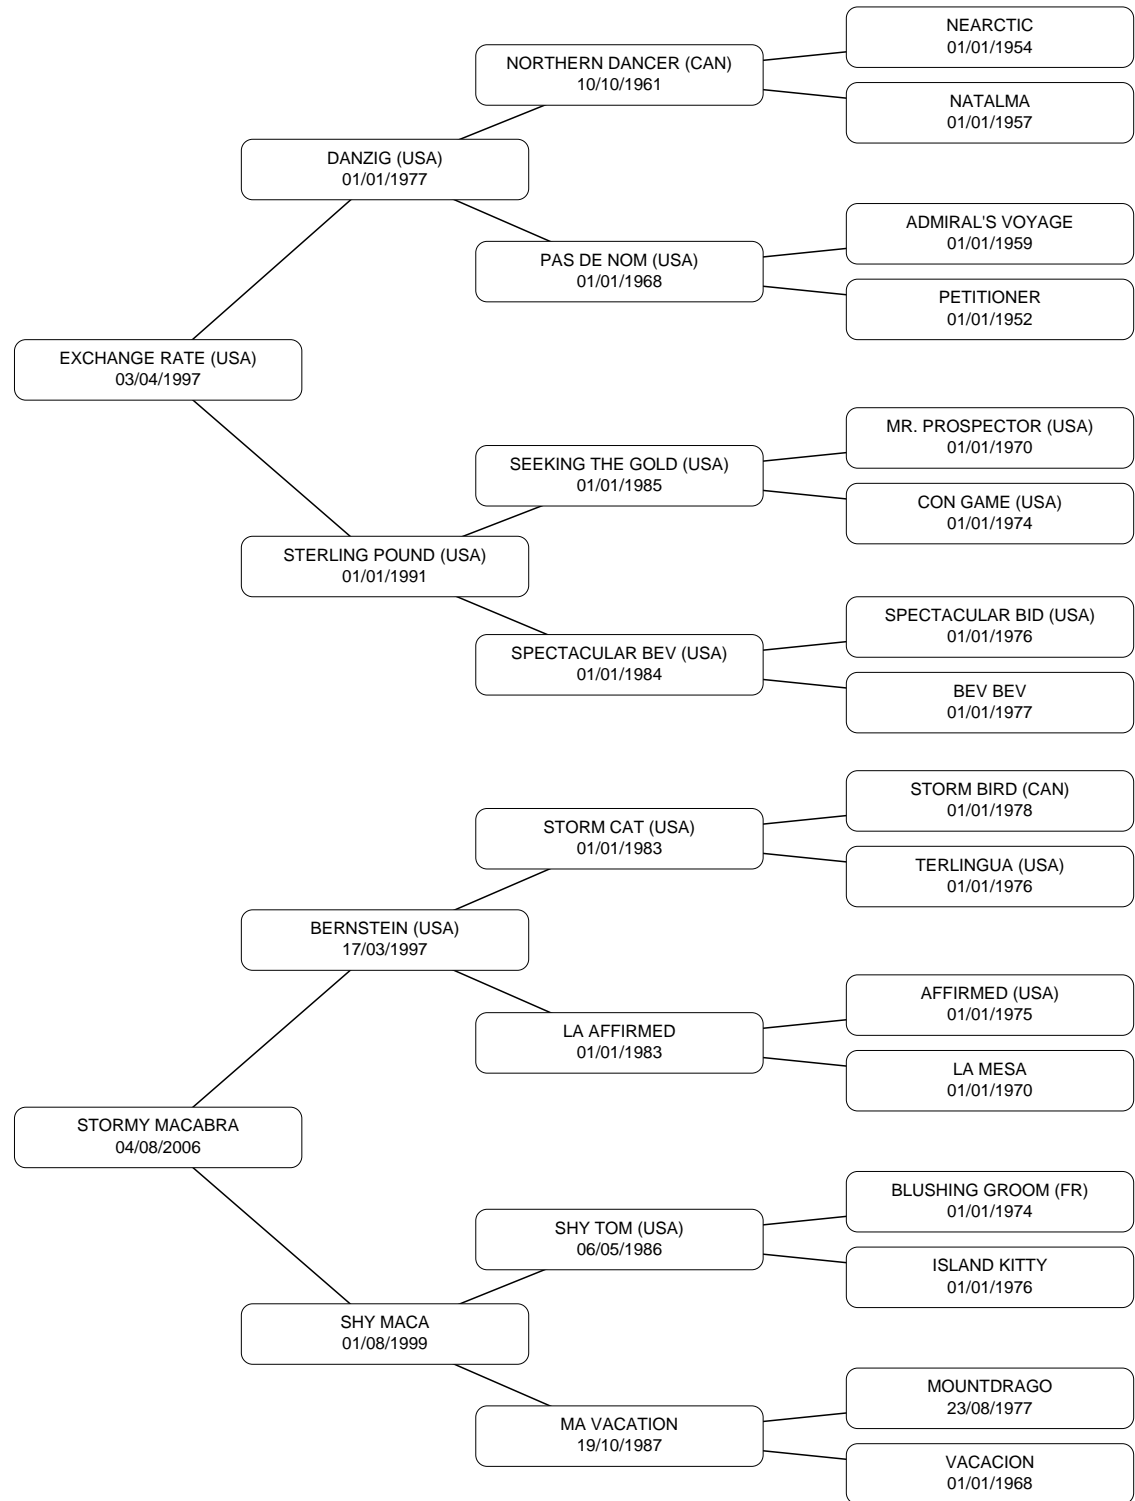 NEARCTIC
01/01/1954
NORTHERN DANCER (CAN)
10/10/1961
NATALMA
01/01/1957
DANZIG (USA)
01/01/1977
ADMIRAL'S VOYAGE
01/01/1959
PAS DE NOM (USA)
01/01/1968
PETITIONER
01/01/1952
EXCHANGE RATE (USA)
03/04/1997
MR. PROSPECTOR (USA)
01/01/1970
SEEKING THE GOLD (USA)
01/01/1985
CON GAME (USA)
01/01/1974
STERLING POUND (USA)
01/01/1991
SPECTACULAR BID (USA)
01/01/1976
SPECTACULAR BEV (USA)
01/01/1984
BEV BEV
01/01/1977
STORM BIRD (CAN)
01/01/1978
STORM CAT (USA)
01/01/1983
TERLINGUA (USA)
01/01/1976
BERNSTEIN (USA)
17/03/1997
AFFIRMED (USA)
01/01/1975
LA AFFIRMED
01/01/1983
LA MESA
01/01/1970
STORMY MACABRA
04/08/2006
BLUSHING GROOM (FR)
01/01/1974
SHY TOM (USA)
06/05/1986
ISLAND KITTY
01/01/1976
SHY MACA
01/08/1999
MOUNTDRAGO
23/08/1977
MA VACATION
19/10/1987
VACACION
01/01/1968